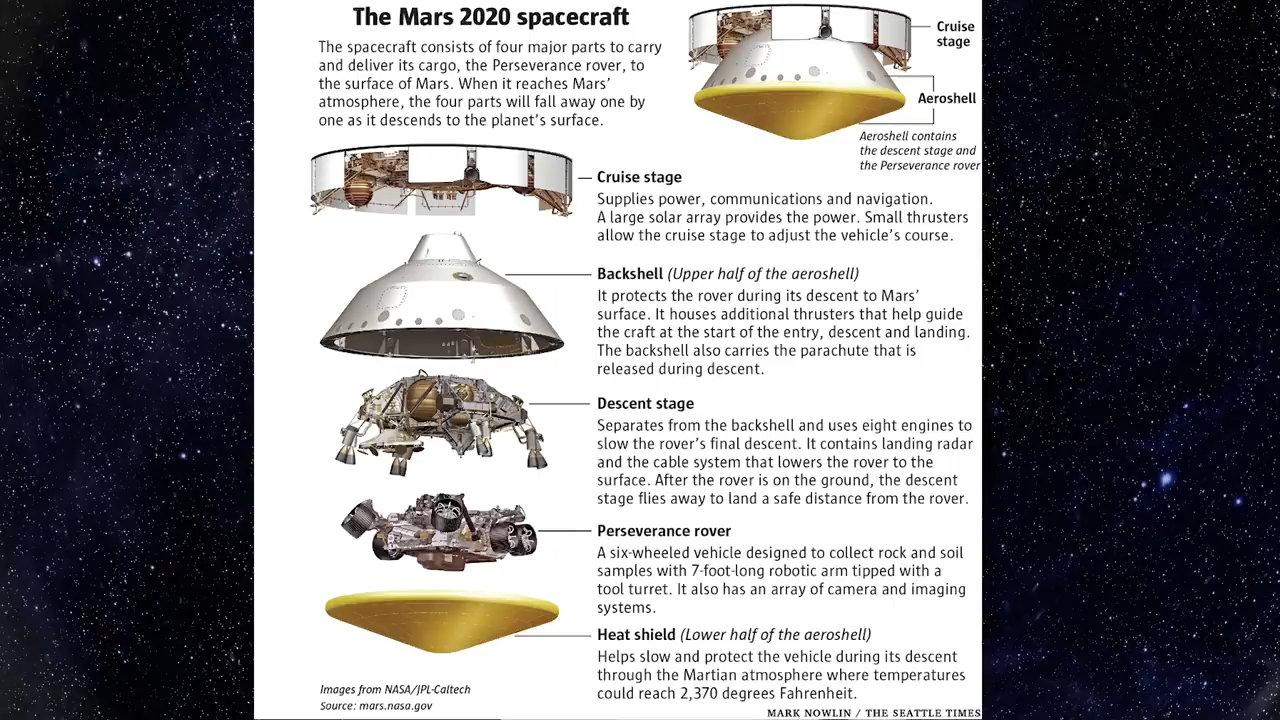 The Mars 2020 spacecraft
The spacecraft consists of four major parts to carry
and deliver its cargo, the Perseverance rover, to
the surface of Mars. When it reaches Mars’
atmosphere, the four parts will fall away one by
one as it descends to the planet’s surface.
Cruise
stage
Aeroshell
Aeroshell contains
the descent stage and
the Perseverance rover
Cruise stage
Supplies power, communications and navigation.
A large solar array provides the power. Small thrusters
allow the cruise stage to adjust the vehicle’s course.
Backshell (Upper half of the aeroshell)
It protects the rover during its descent to Mars’
surface. It houses additional thrusters that help guide
the craft at the start of the entry, descent and landing.
The backshell also carries the parachute that is
released during descent.
Descent stage
Separates from the backshell and uses eight engines to
slow the rover’s final descent. It contains landing radar
and the cable system that lowers the rover to the
surface. After the rover is on the ground, the descent
stage flies away to land a safe distance from the rover.
Perseverance rover
A six-wheeled vehicle designed to collect rock and soil
samples with 7-foot-long robotic arm tipped with a
tool turret. It also has an array of camera and imaging
systems.
Heat shield (Lower half of the aeroshell)
Helps slow and protect the vehicle during its descent
through the Martian atmosphere where temperatures
could reach 2,370 degrees Fahrenheit.
Images from NASA/JPL-Caltech
Source: mars.nasa.gov
MARK NOWLIN / THE SEATTLE TIMES